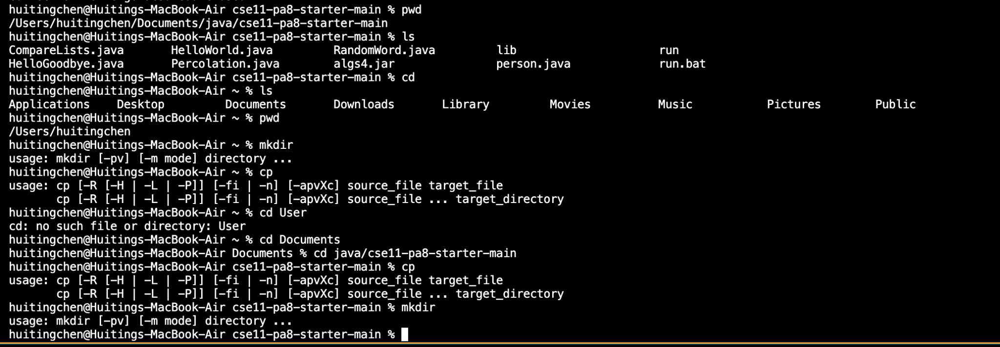 huitingchen@Huitings-MacBook-Air cse11-pa8-starter-main % pwd
/Users/huitingchen/Documents/java/cse11-pa8-starter-main
huitingchen@Huitings-MacBook-Air cse11-pa8-starter-main % ls
CompareLists.java HelloWorld.java RandomWord.java lib run
HelloGoodbye.java Percolation.java algs4.jar person.java run.bat
huitingchen@Huitings-MacBook-Air cse11-pa8-starter-main % cd
huitingchen@Huitings-MacBook-Air ~ % ls
Applications Desktop Documents Downloads Library Movies Music Pictures Public
huitingchen@Huitings-MacBook-Air ~ % pwd
/Users/huitingchen
huitingchen@Huitings-MacBook-Air ~ % mkdir
usage: mkdir [-pv] [-m mode] directory ...
huitingchen@Huitings-MacBook-Air ~ % cp
usage: cp [-R [-H | -L | -P]] [-fi | -n] [-apvXc] source_file target_file
       cp [-R [-H | -L | -P]] [-fi | -n] [-apvXc] source_file ... target_directory
huitingchen@Huitings-MacBook-Air ~ % cd User
cd: no such file or directory: User
huitingchen@Huitings-MacBook-Air ~ % cd Documents
huitingchen@Huitings-MacBook-Air Documents % cd java/cse11-pa8-starter-main
huitingchen@Huitings-MacBook-Air cse11-pa8-starter-main % cp
usage: cp [-R [-H | -L | -P]] [-fi | -n] [-apvXc] source_file target_file
       cp [-R [-H | -L | -P]] [-fi | -n] [-apvXc] source_file ... target_directory
huitingchen@Huitings-MacBook-Air cse11-pa8-starter-main % mkdir
usage: mkdir [-pv] [-m mode] directory ...
huitingchen@Huitings-MacBook-Air cse11-pa8-starter-main %